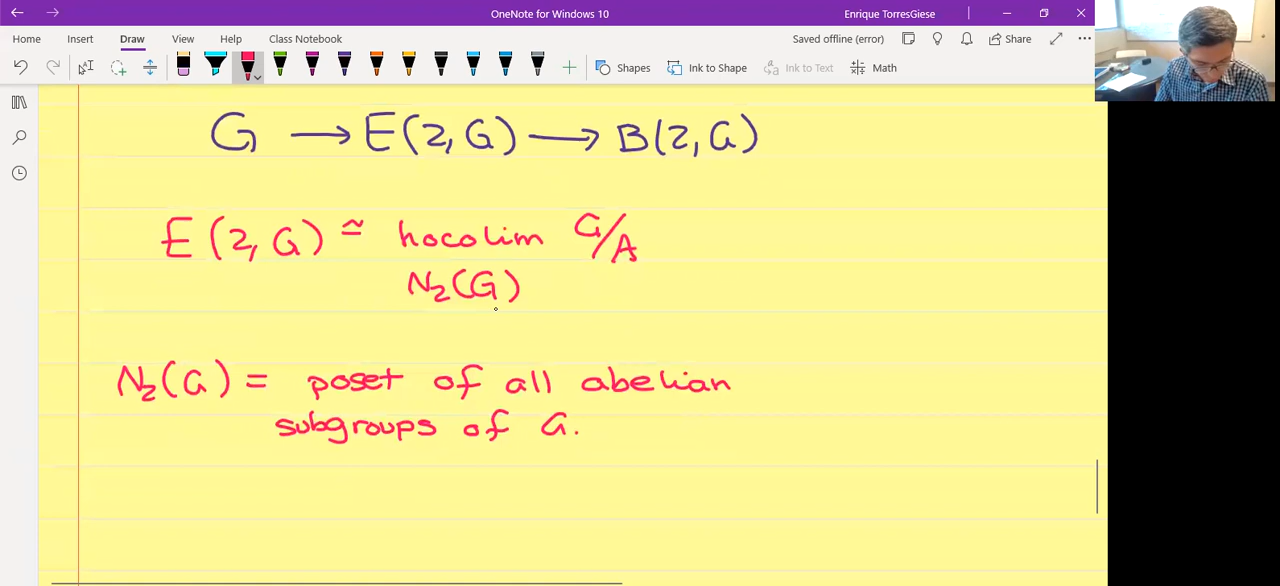 OneNote for Windows 10
Enrique TorresGiese
Home Insert Draw View Help Class Notebook
Saved offline (error)
Share
Shapes
Ink to Shape
Ink to Text
Math
G → E(2, G) → B(2, G)
E(2, G) ≃ hocolim G/A
N₂(G)
N₂(G) = poset of all abelian
subgroups of G.